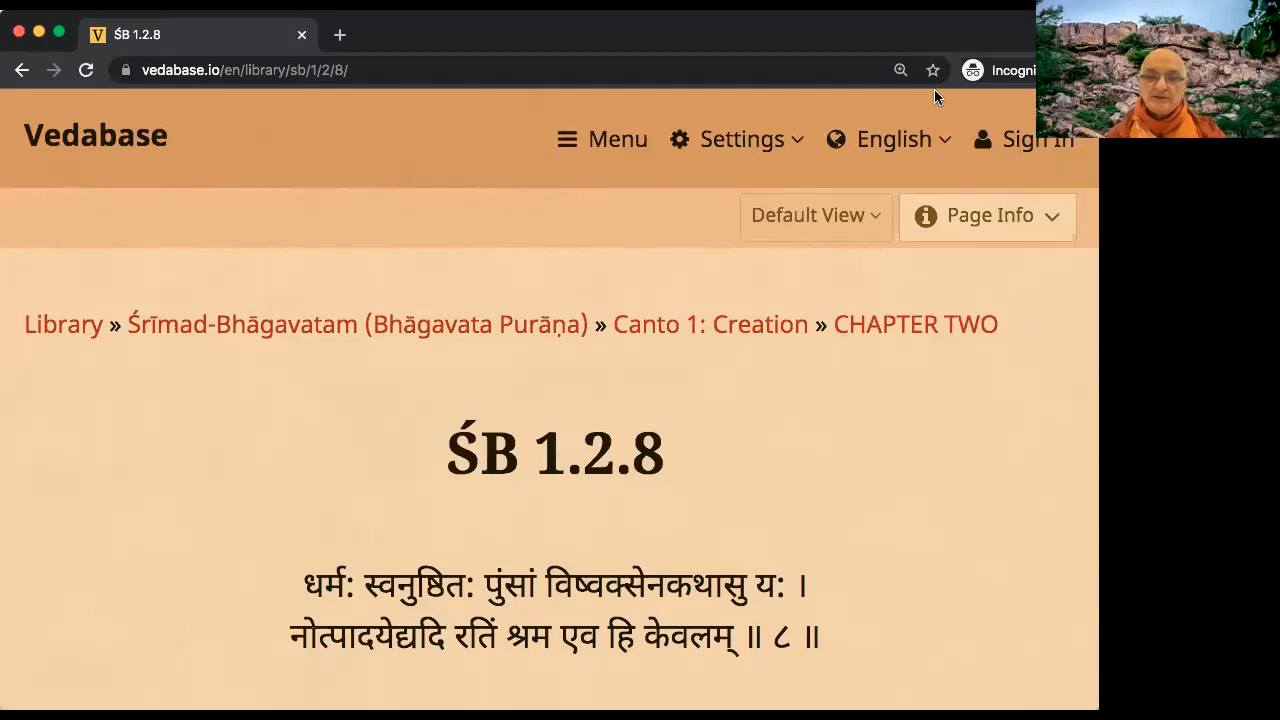 ŚB 1.2.8
vedabase.io/en/library/sb/1/2/8/
Incogni
Vedabase
Menu
Settings
English
Sign In
Default View
Page Info
Library » Śrīmad-Bhāgavatam (Bhāgavata Purāṇa) » Canto 1: Creation » CHAPTER TWO
ŚB 1.2.8
धर्म: स्वनुष्ठित: पुंसां विष्वक्सेनकथासु य: ।
नोत्पादयेद्यदि रतिं श्रम एव हि केवलम् ॥ ८ ॥